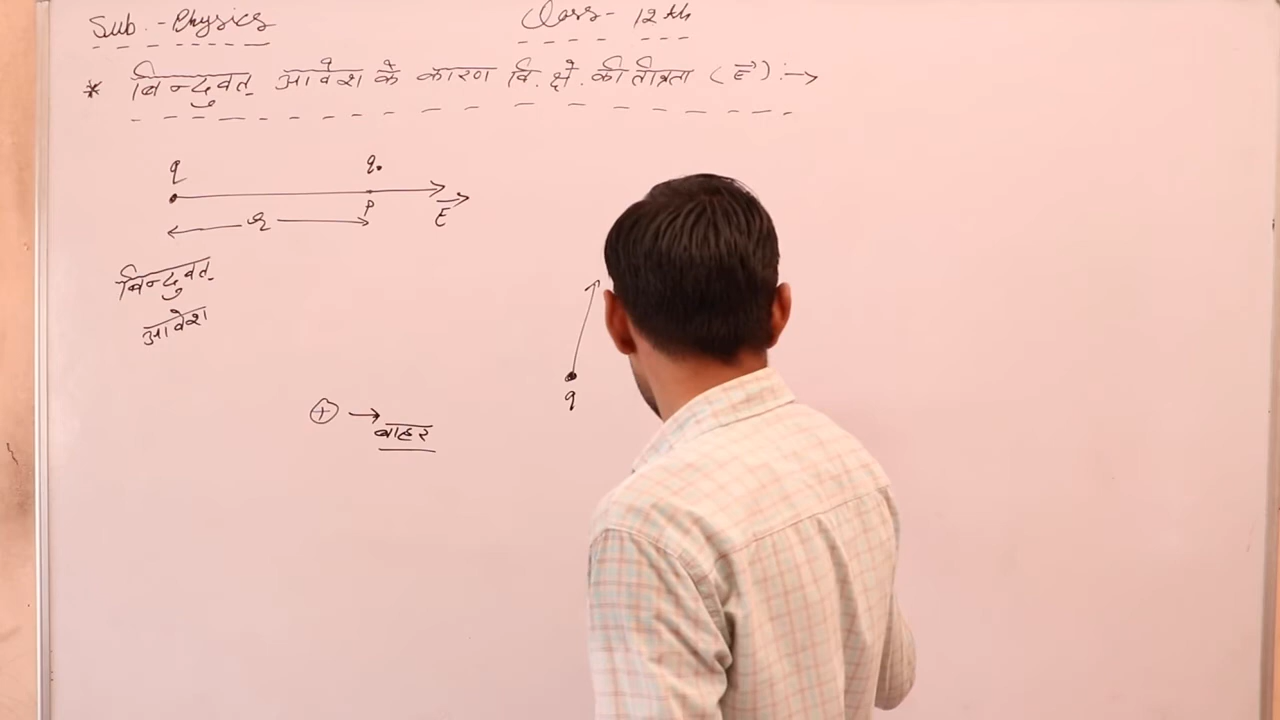 Sub. - Physics
Class - 12th
* बिन्दुवत् आवेश के कारण वि. क्षे. की तीव्रता (E⃗) :→
q
q₀
r
P
E⃗
बिन्दुवत्
आवेश
⊕ → बाहर
q